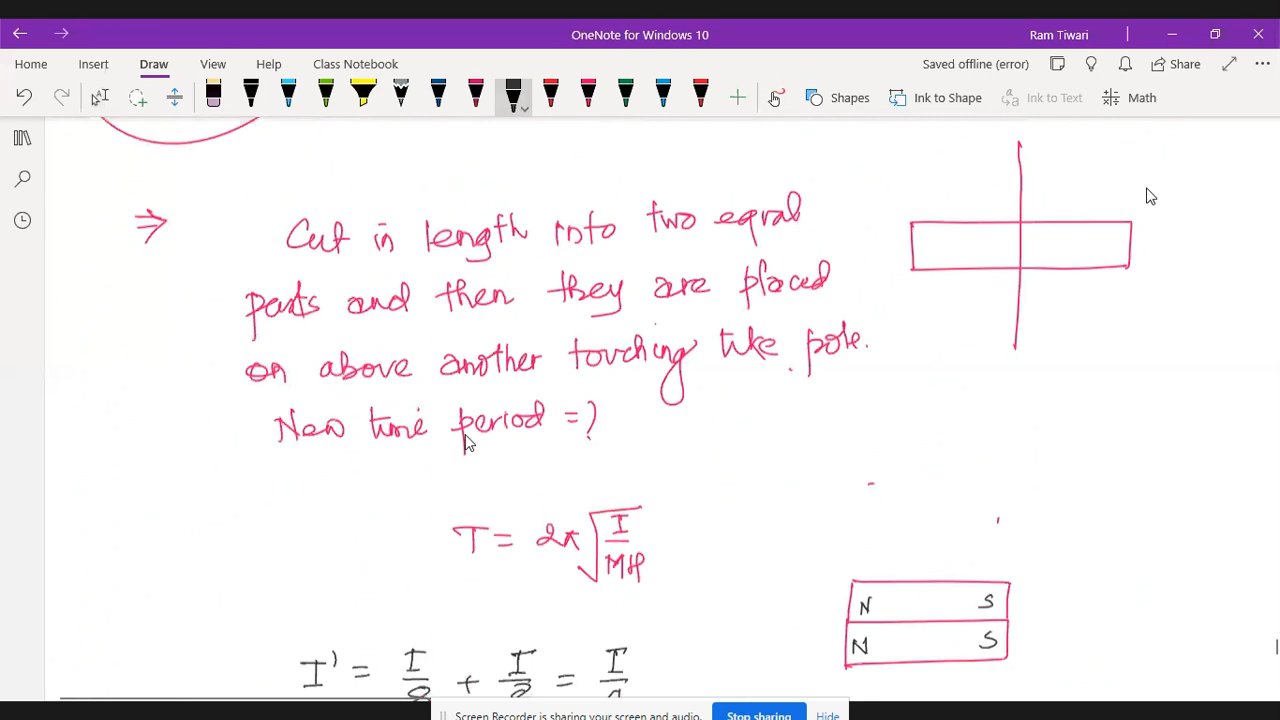 OneNote for Windows 10
Ram Tiwari
Home Insert Draw View Help Class Notebook
Saved offline (error)
Share
Shapes
Ink to Shape
Ink to Text
Math
⇒ Cut in length into two equal
parts and then they are placed
on above another touching like pole.
New time period = ?
T = 2π √(I/MH)
N S
N S
I' = I/8 + I/8 = I/4
Screen Recorder is sharing your screen and audio.
Stop sharing
Hide